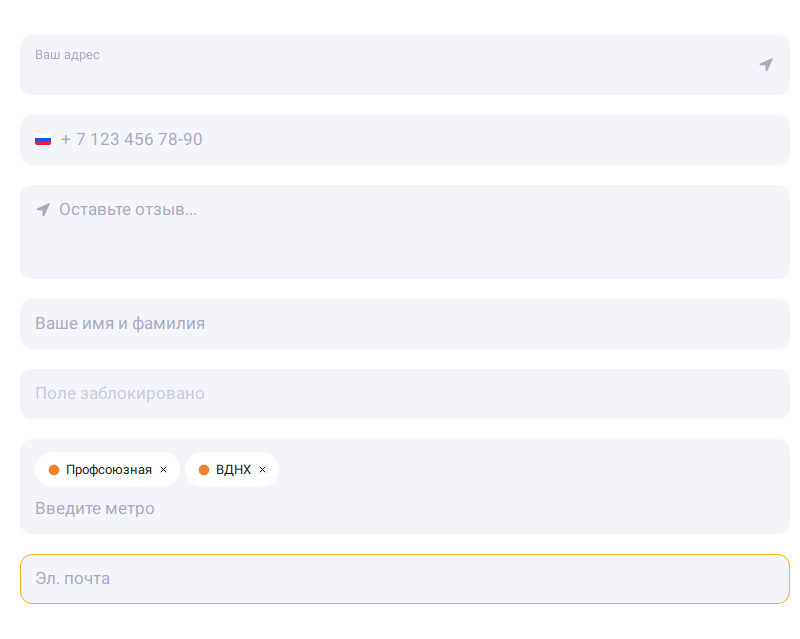 Ваш адрес
+ 7 123 456 78-90
Оставьте отзыв...
Ваше имя и фамилия
Поле заблокировано
Профсоюзная × ВДНХ ×
Введите метро
Эл. почта